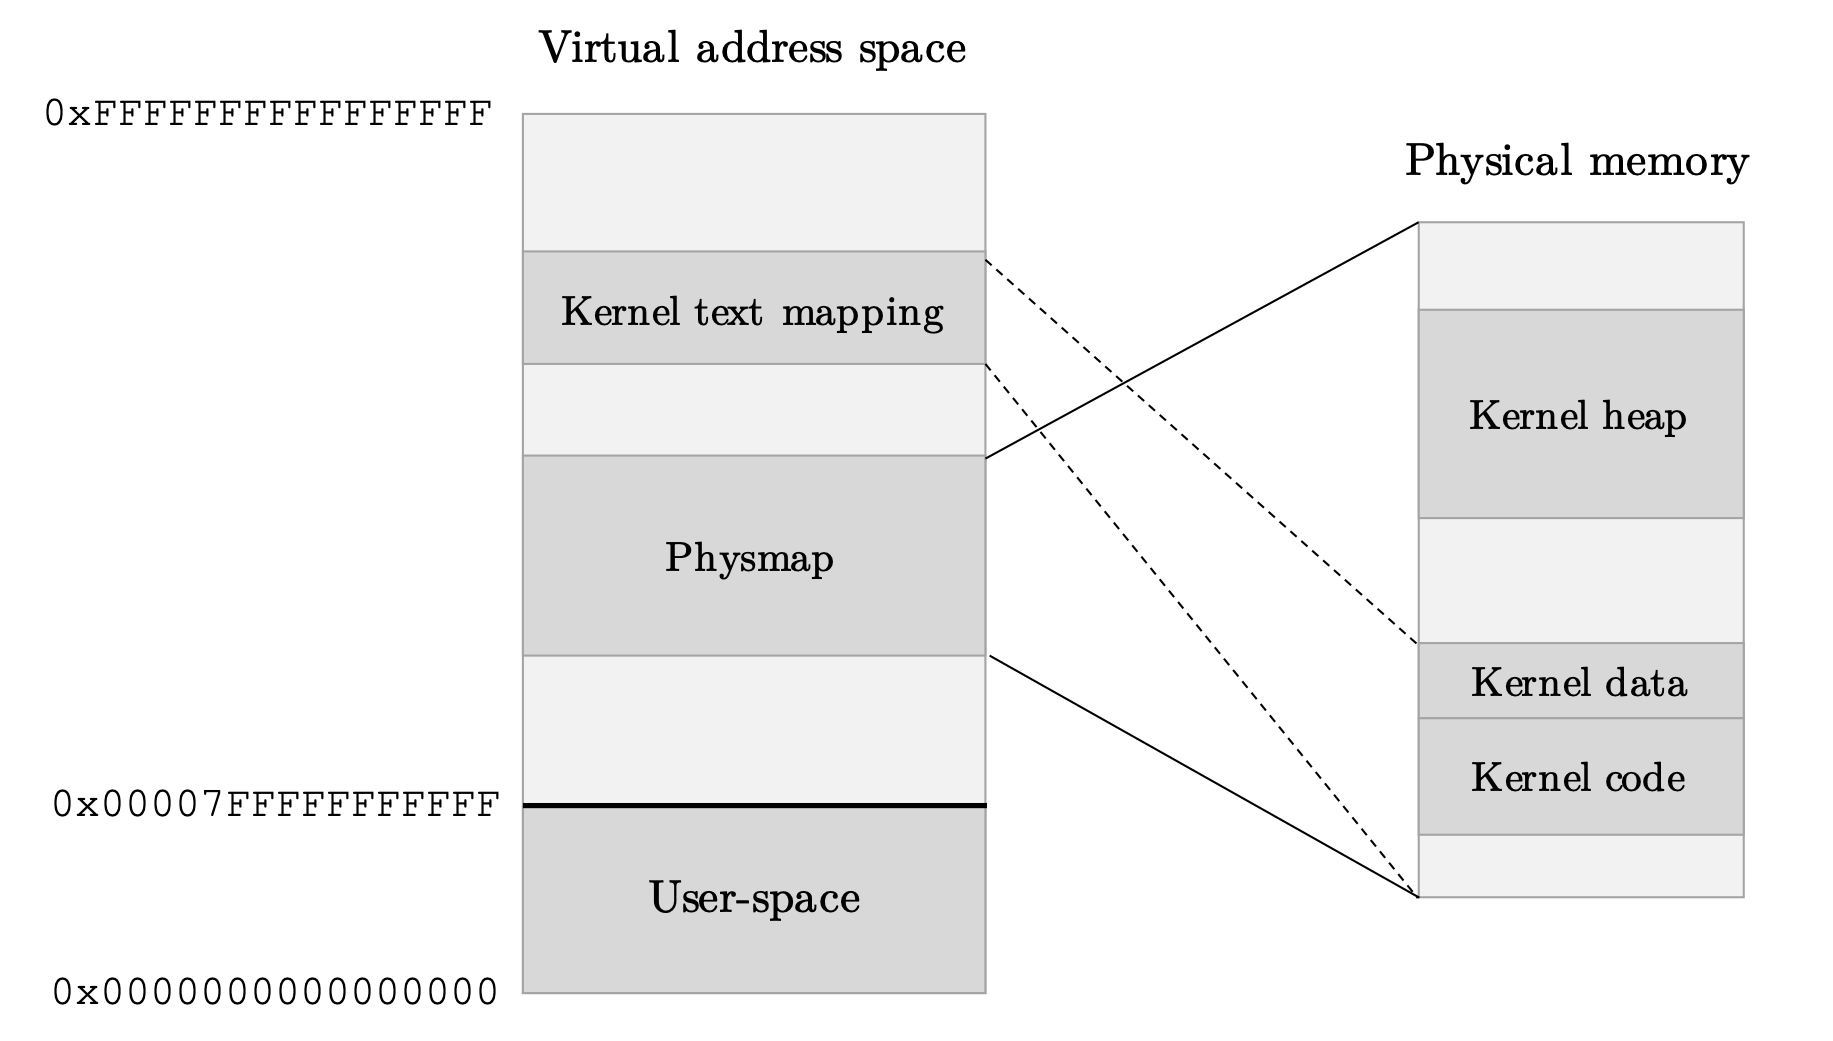 Virtual address space
0xFFFFFFFFFFFFFFFF
Physical memory
Kernel text mapping
Kernel heap
Physmap
Kernel data
Kernel code
0x00007FFFFFFFFFFF
User-space
0x0000000000000000